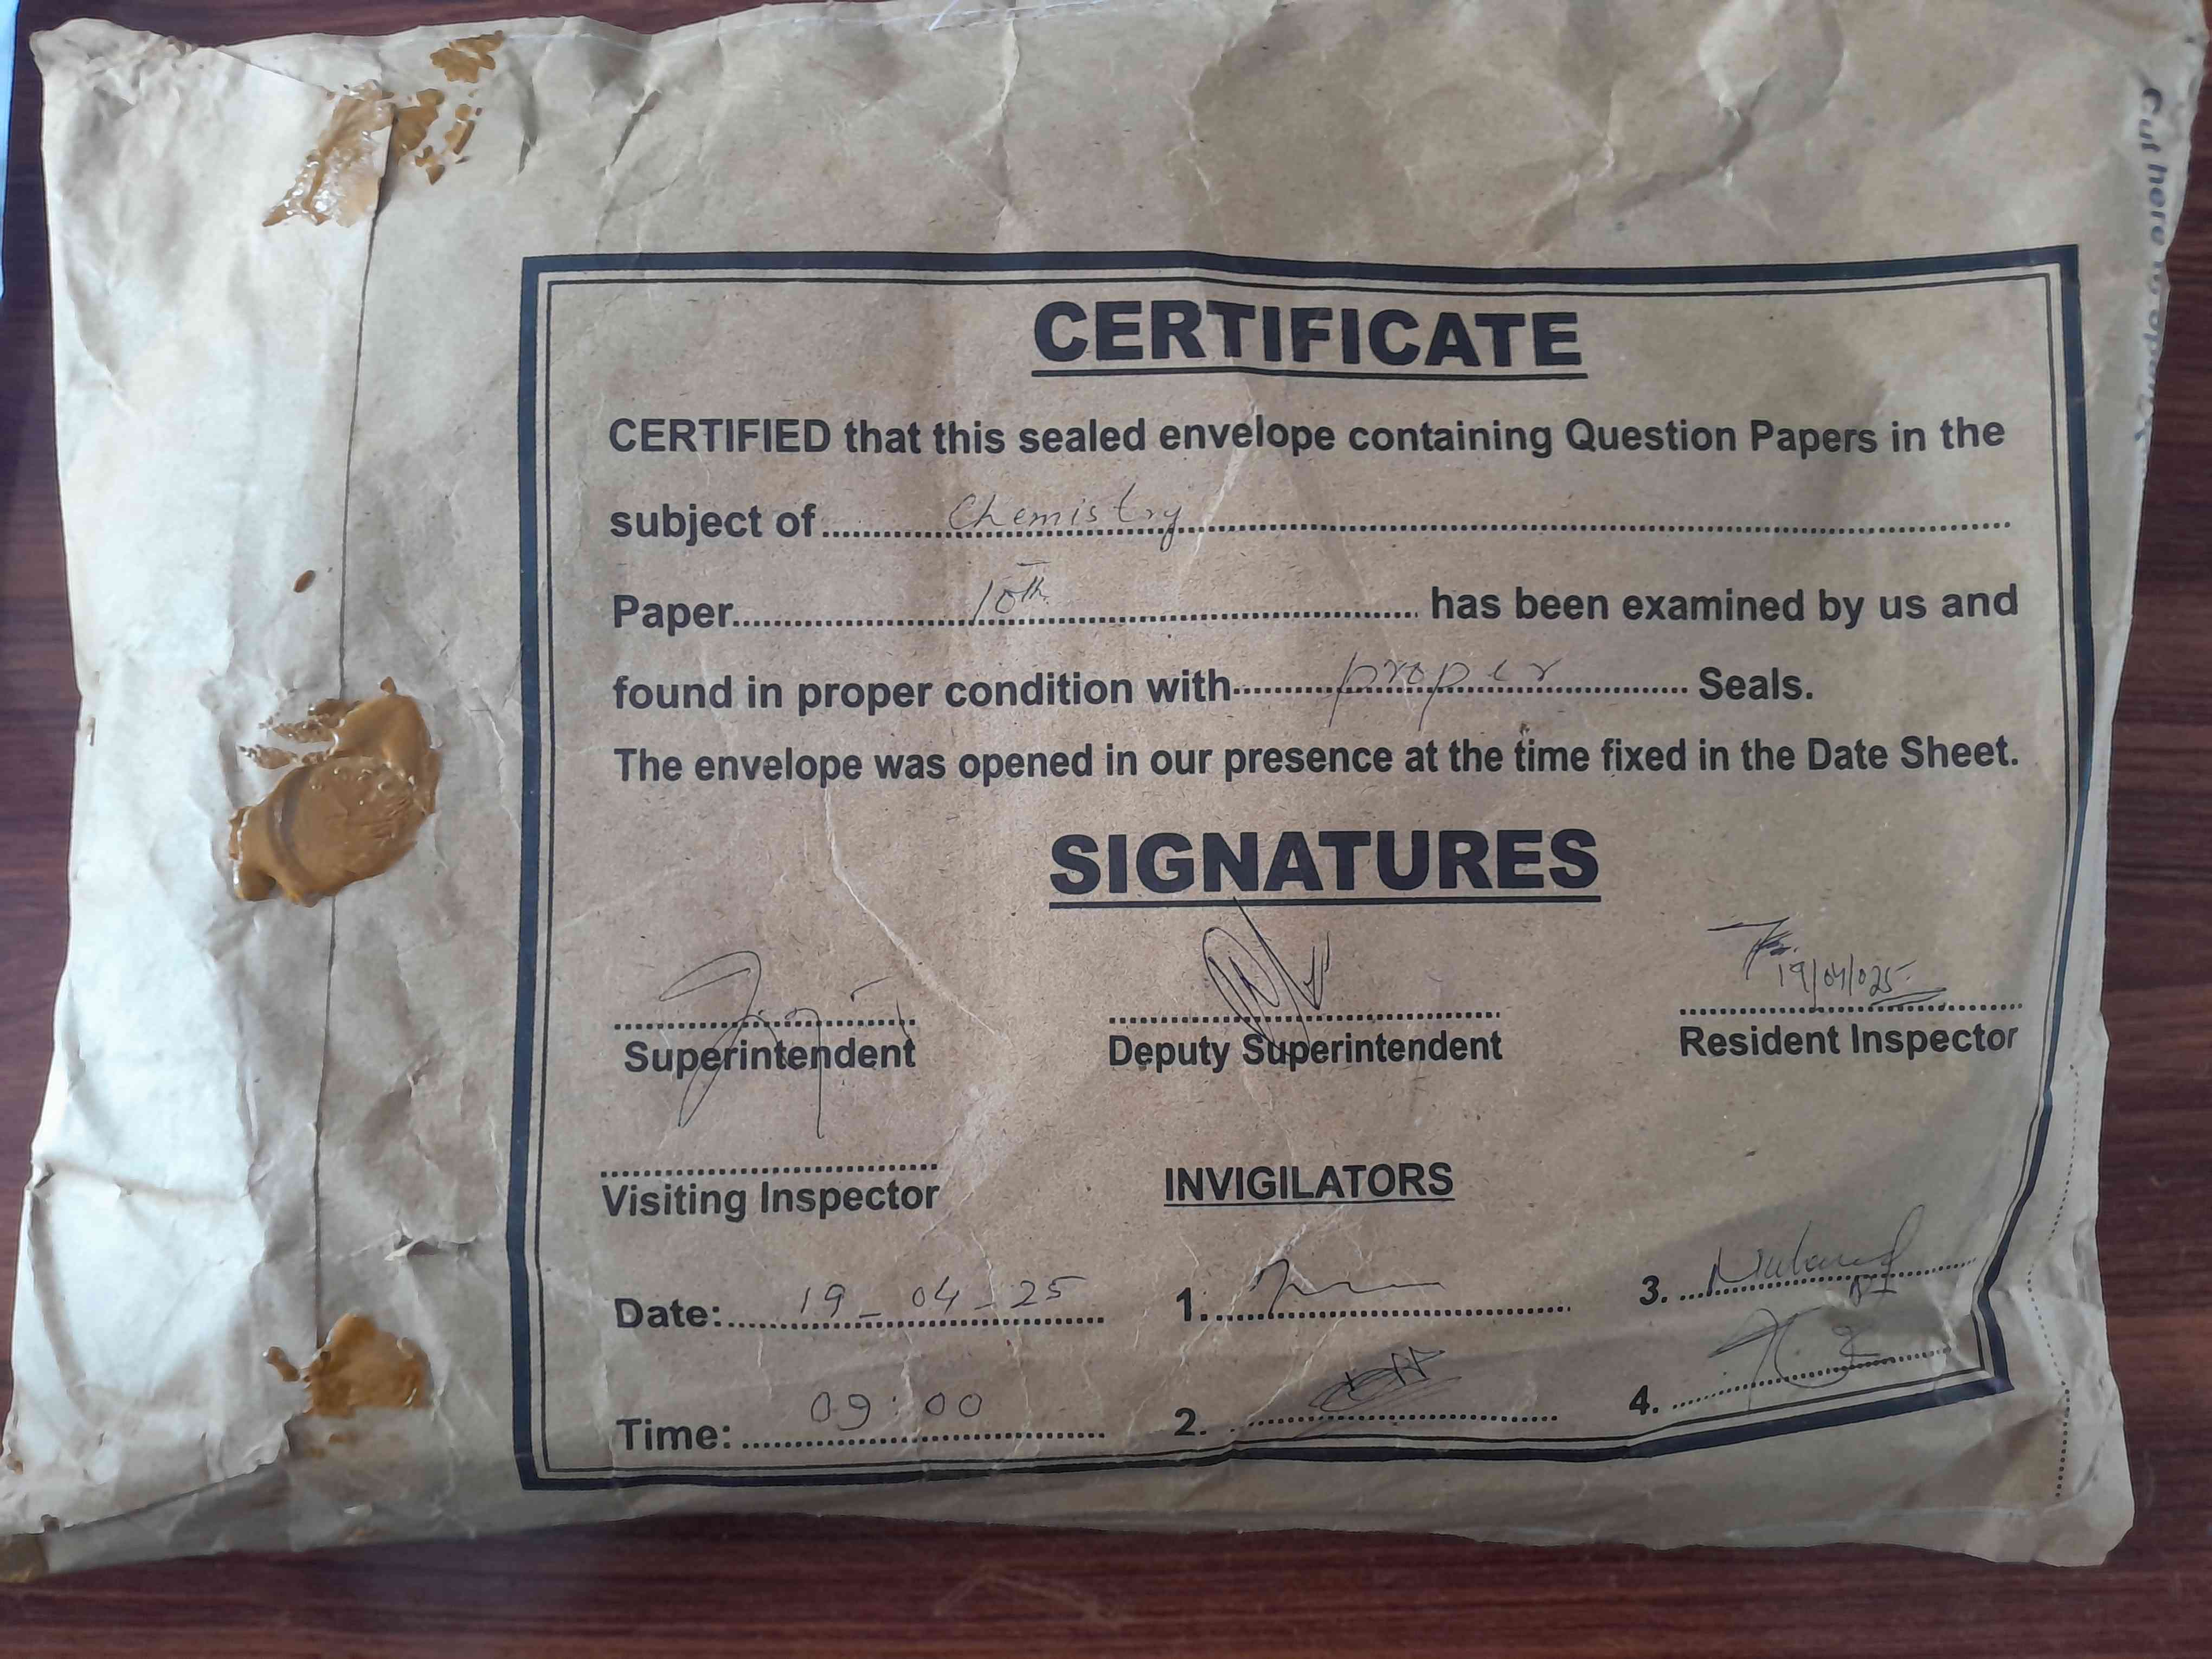 CERTIFICATE
CERTIFIED that this sealed envelope containing Question Papers in the
subject of Chemistry
Paper 10th has been examined by us and
found in proper condition with proper Seals.
The envelope was opened in our presence at the time fixed in the Date Sheet.
SIGNATURES
19/04/025
Superintendent Deputy Superintendent Resident Inspector
Visiting Inspector INVIGILATORS
Date: 19-04-25 1. 3.
Time: 09:00 2. 4.
Cut here to open